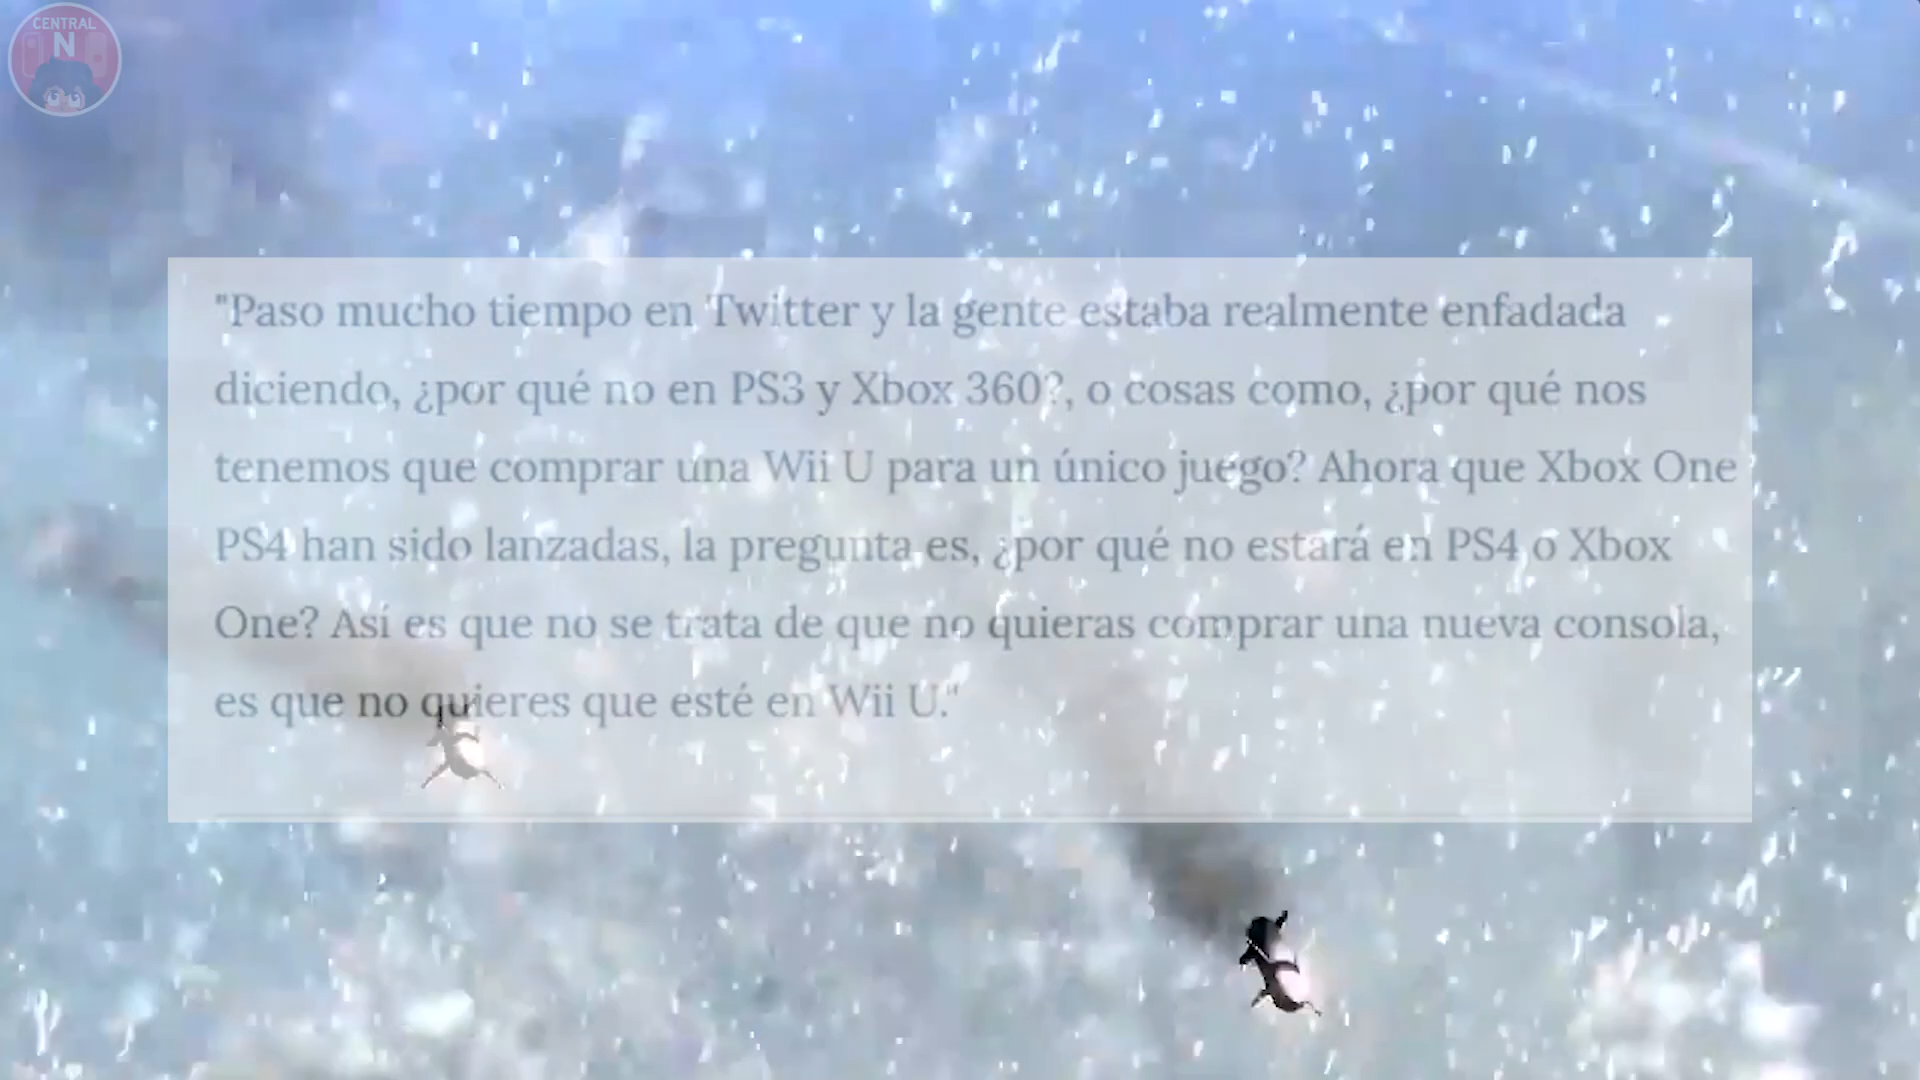 CENTRAL
N
"Paso mucho tiempo en Twitter y la gente estaba realmente enfadada
diciendo, ¿por qué no en PS3 y Xbox 360?, o cosas como, ¿por qué nos
tenemos que comprar una Wii U para un único juego? Ahora que Xbox One
PS4 han sido lanzadas, la pregunta es, ¿por qué no estará en PS4 o Xbox
One? Así es que no se trata de que no quieras comprar una nueva consola,
es que no quieres que esté en Wii U."